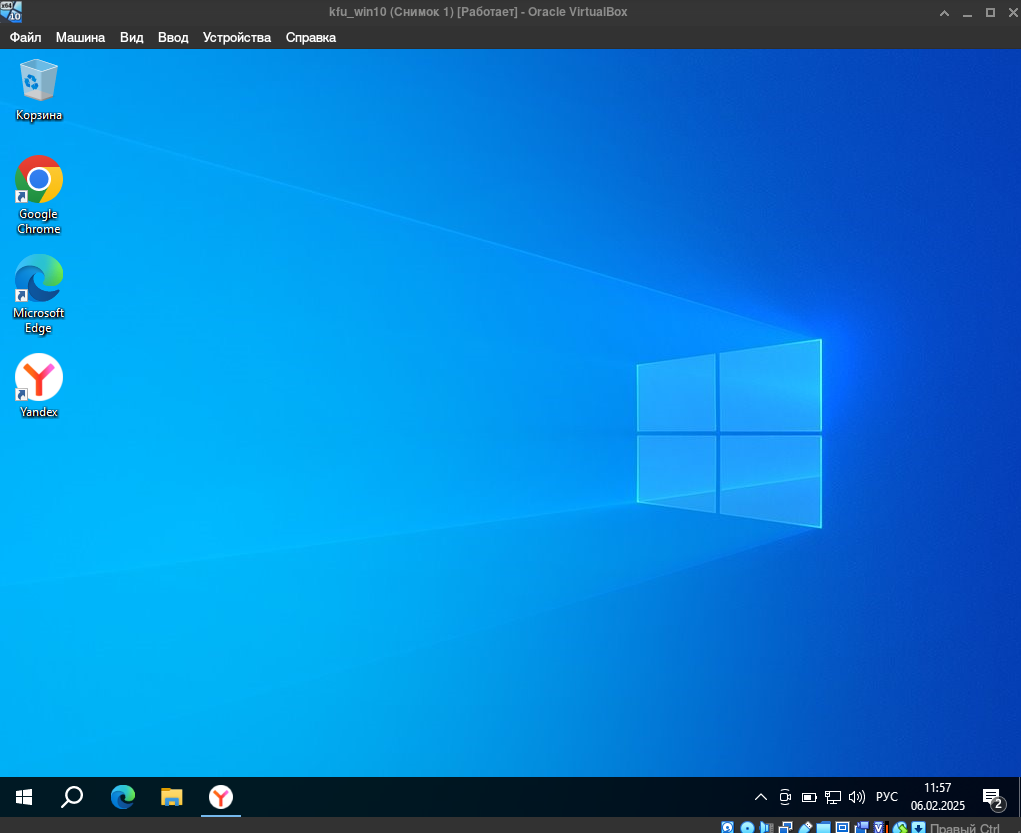 kfu_win10 (Снимок 1) [Работает] - Oracle VirtualBox
Файл Машина Вид Ввод Устройства Справка
Корзина
Google
Chrome
Microsoft
Edge
Yandex
РУС
11:57
06.02.2025
2
Правый Ctrl